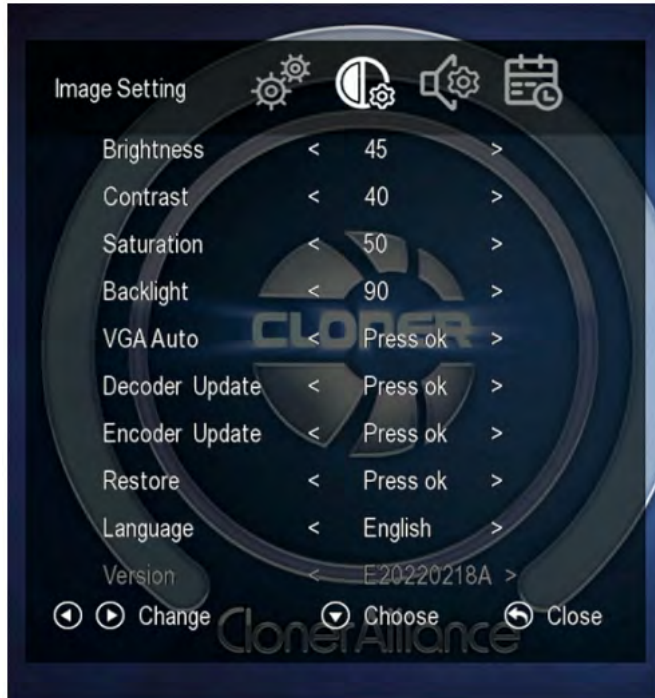 Image Setting
Brightness < 45 >
Contrast < 40 >
Saturation < 50 >
Backlight < 90 >
CLONER
VGA Auto < Press ok >
Decoder Update < Press ok >
Encoder Update < Press ok >
Restore < Press ok >
Language < English >
Version < E20220218A >
Change Choose Close
ClonerAlliance